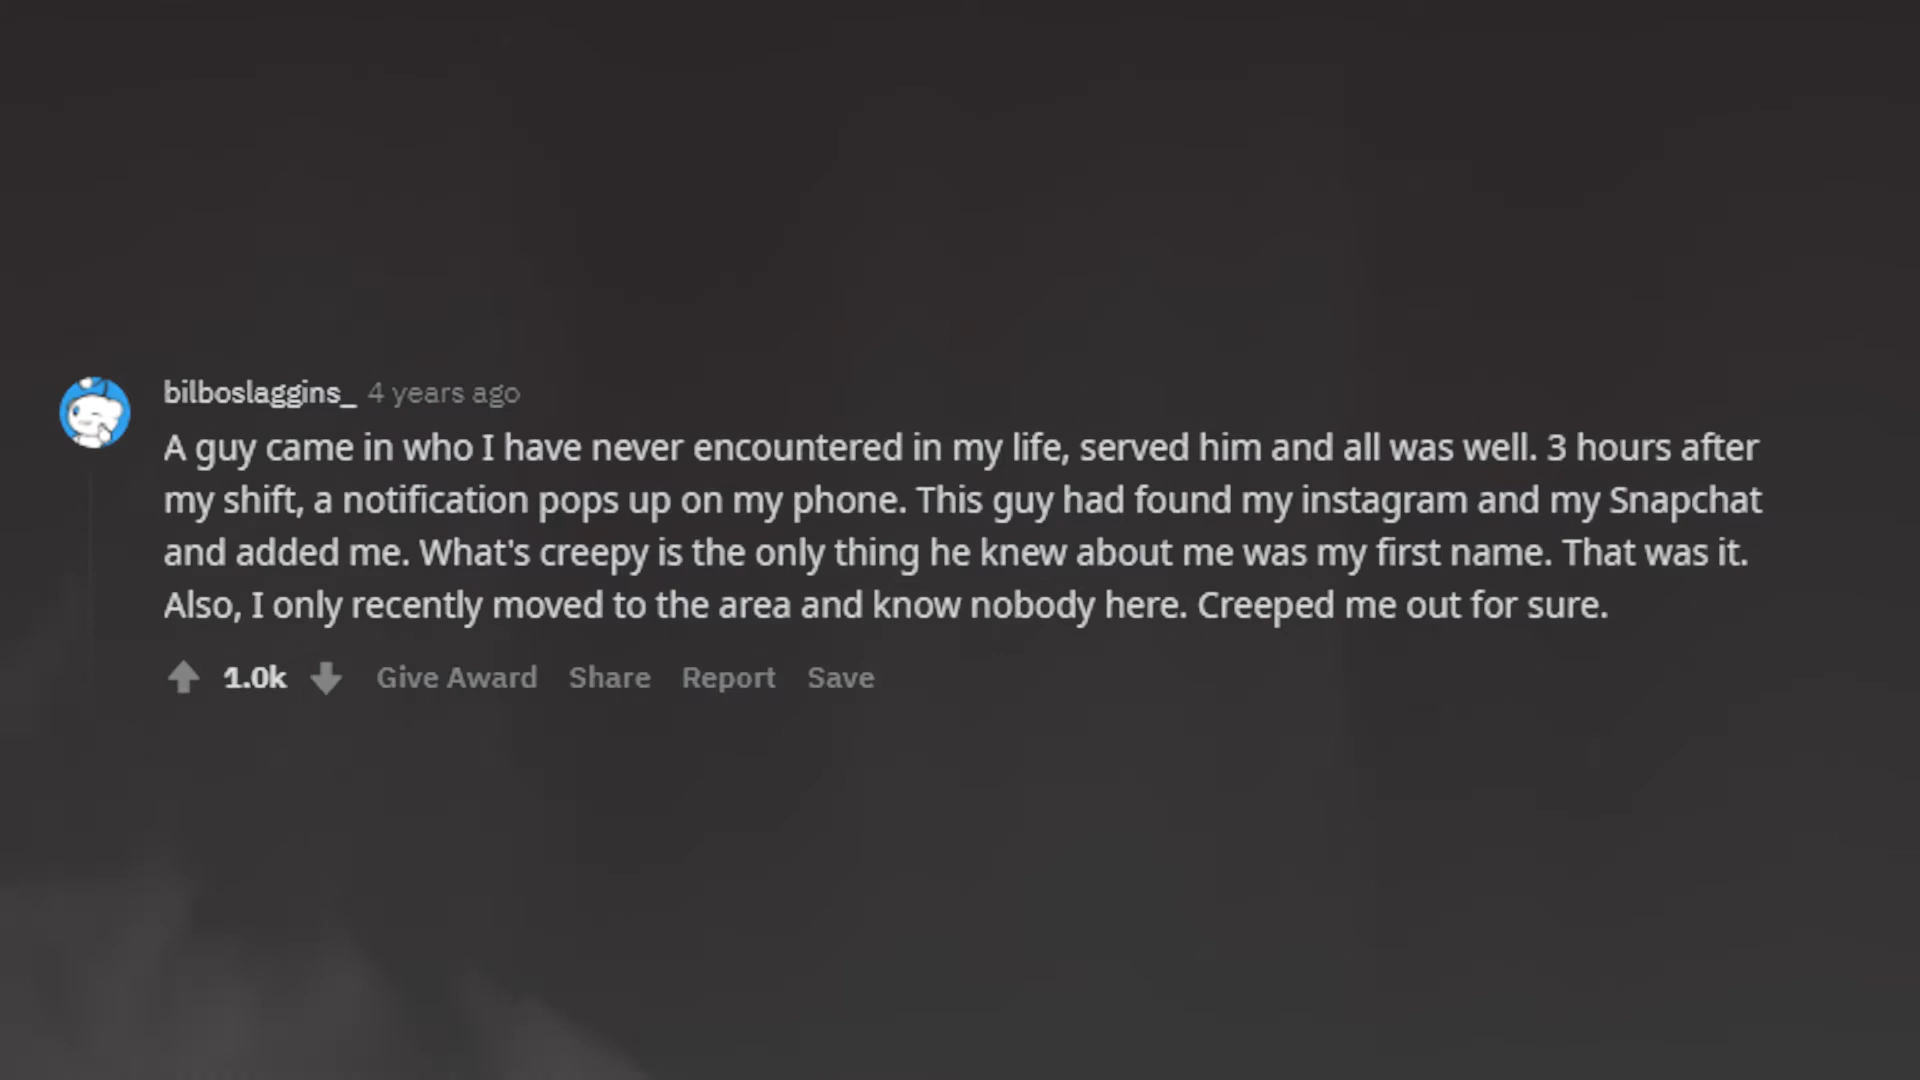 bilboslaggins_ 4 years ago
A guy came in who I have never encountered in my life, served him and all was well. 3 hours after
my shift, a notification pops up on my phone. This guy had found my instagram and my Snapchat
and added me. What's creepy is the only thing he knew about me was my first name. That was it.
Also, I only recently moved to the area and know nobody here. Creeped me out for sure.
1.0k Give Award Share Report Save